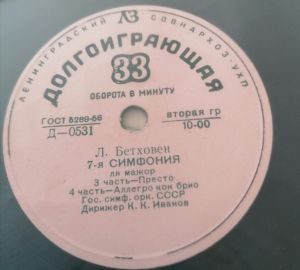 ЛЕНИНГРАДСКИЙ ЛЗ СОВНАРХОЗ-УХП
ДОЛГОИГРАЮЩАЯ
33
ОБОРОТА В МИНУТУ
ГОСТ 5289-56
Д—0531
вторая гр
10-00
Л. Бетховен
7-я СИМФОНИЯ
ля мажор
3 часть—Престо
4 часть—Аллегро кон брио
Гос. симф. орк. СССР
Дирижер К. К. Иванов